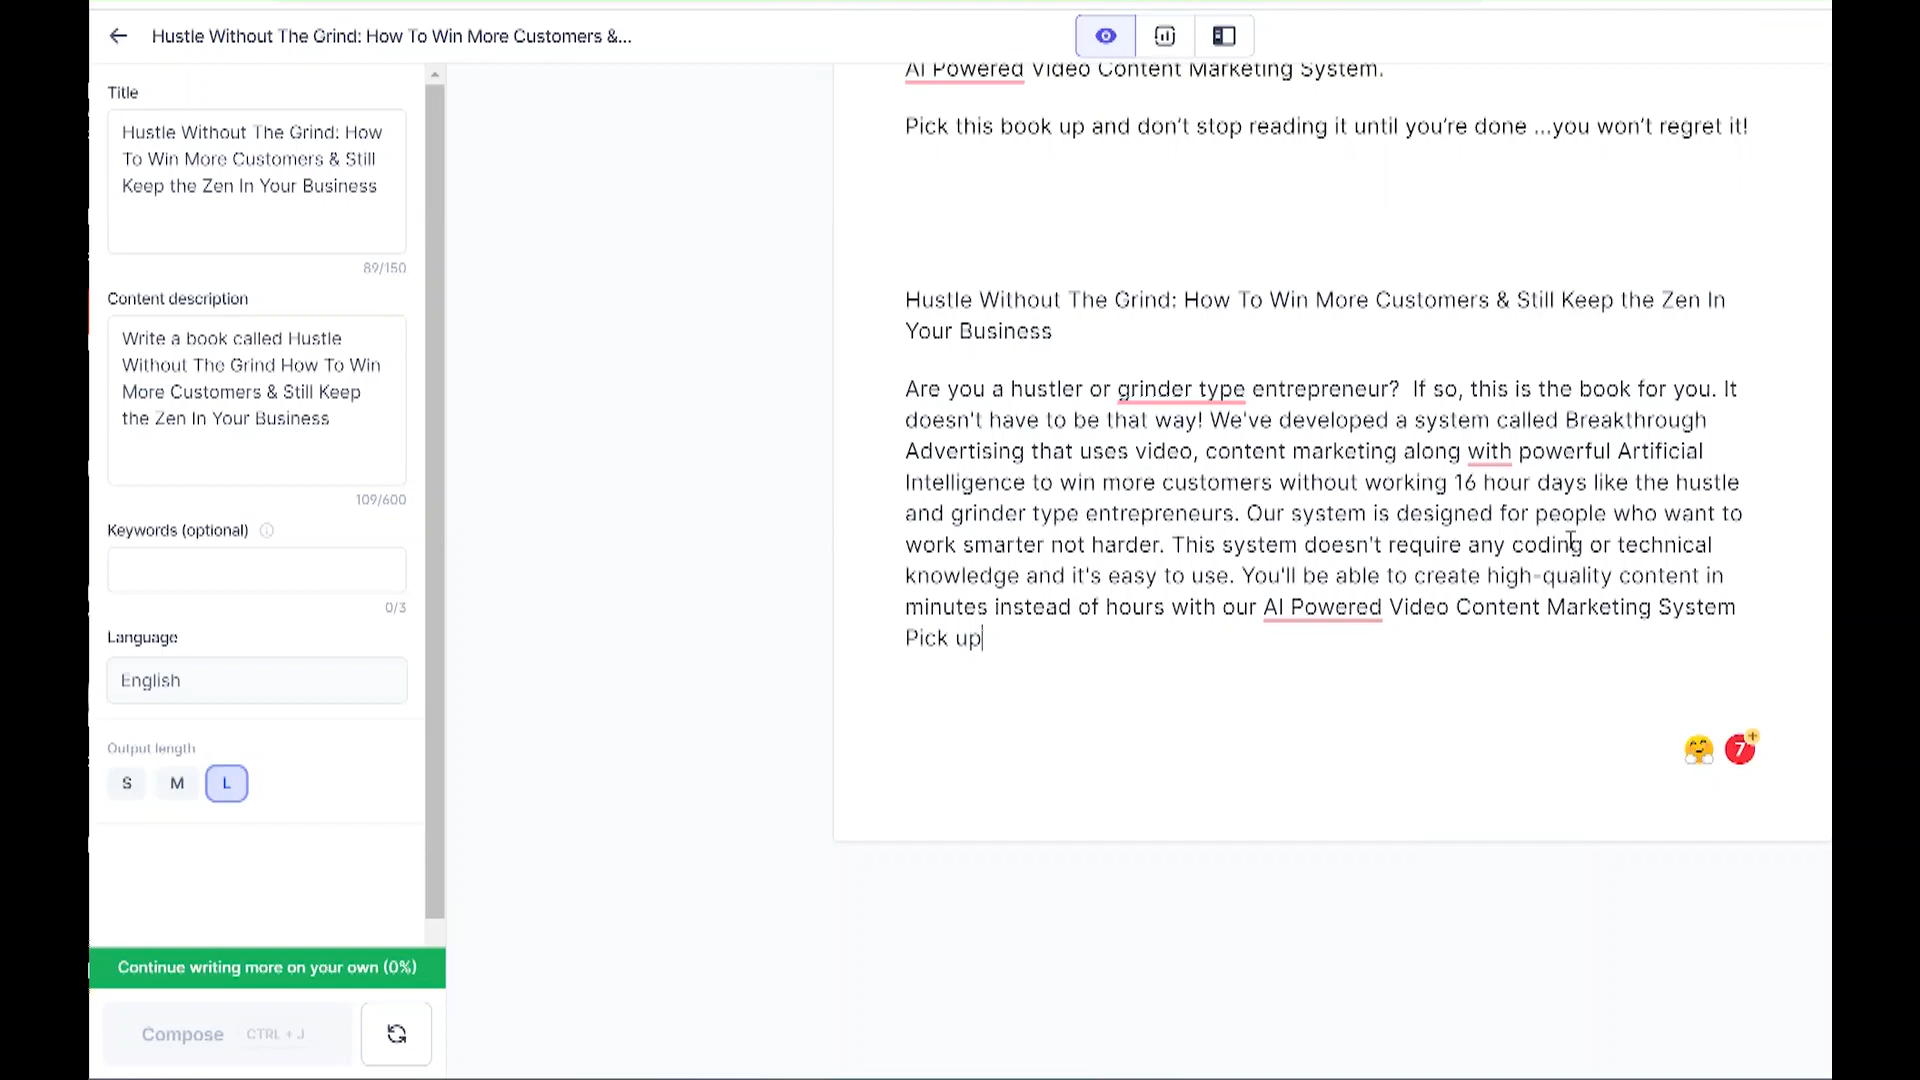 Hustle Without The Grind: How To Win More Customers &...
Title
Hustle Without The Grind: How
To Win More Customers & Still
Keep the Zen In Your Business
89/150
Content description
Write a book called Hustle
Without The Grind How To Win
More Customers & Still Keep
the Zen In Your Business
109/600
Keywords (optional)
0/3
Language
English
Output length
S M L
Continue writing more on your own (0%)
Compose CTRL + J
AI Powered Video Content Marketing System.
Pick this book up and don’t stop reading it until you’re done ...you won’t regret it!
Hustle Without The Grind: How To Win More Customers & Still Keep the Zen In
Your Business
Are you a hustler or grinder type entrepreneur?  If so, this is the book for you. It
doesn't have to be that way! We've developed a system called Breakthrough
Advertising that uses video, content marketing along with powerful Artificial
Intelligence to win more customers without working 16 hour days like the hustle
and grinder type entrepreneurs. Our system is designed for people who want to
work smarter not harder. This system doesn't require any coding or technical
knowledge and it's easy to use. You'll be able to create high-quality content in
minutes instead of hours with our AI Powered Video Content Marketing System
Pick up
7